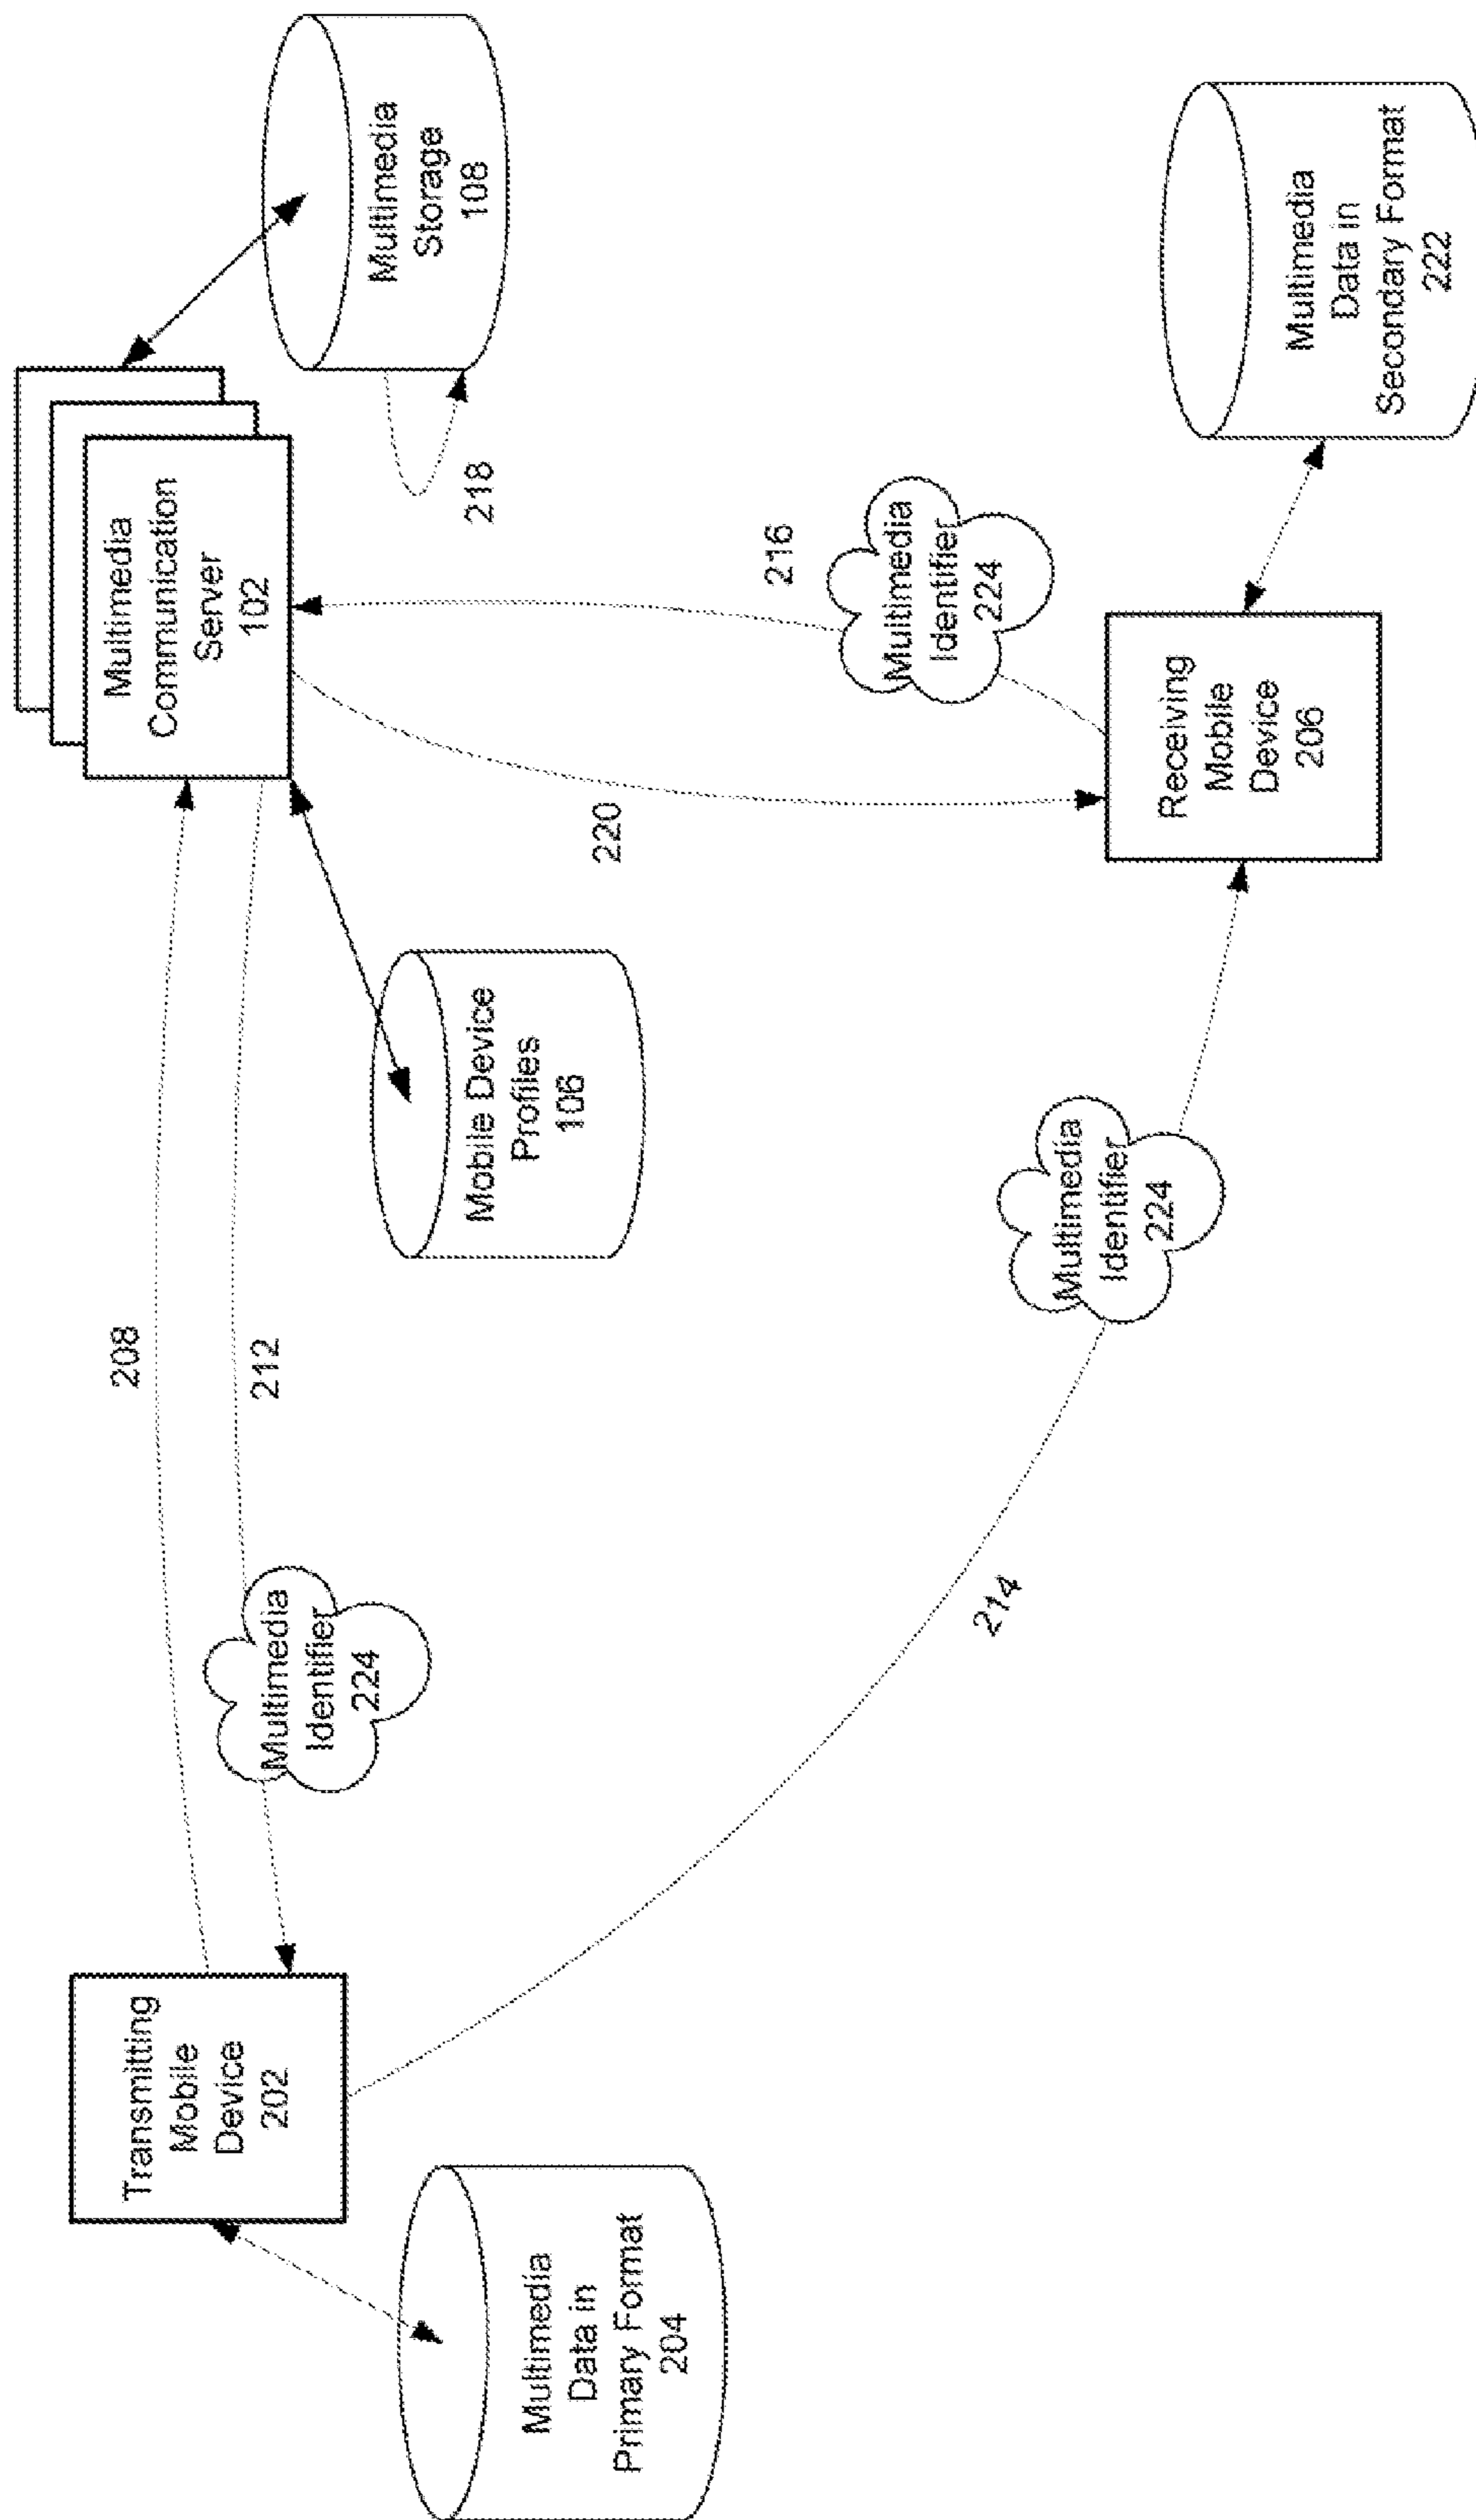 Transmitting
Mobile
Device
202
Multimedia
Data in
Primary Format
204
208
212
Multimedia
Identifier
224
Multimedia
Communication
Server
102
Multimedia
Storage
108
218
Mobile Device
Profiles
106
220
216
Multimedia
Identifier
224
214
Multimedia
Identifier
224
Receiving
Mobile
Device
206
Multimedia
Data in
Secondary Format
222